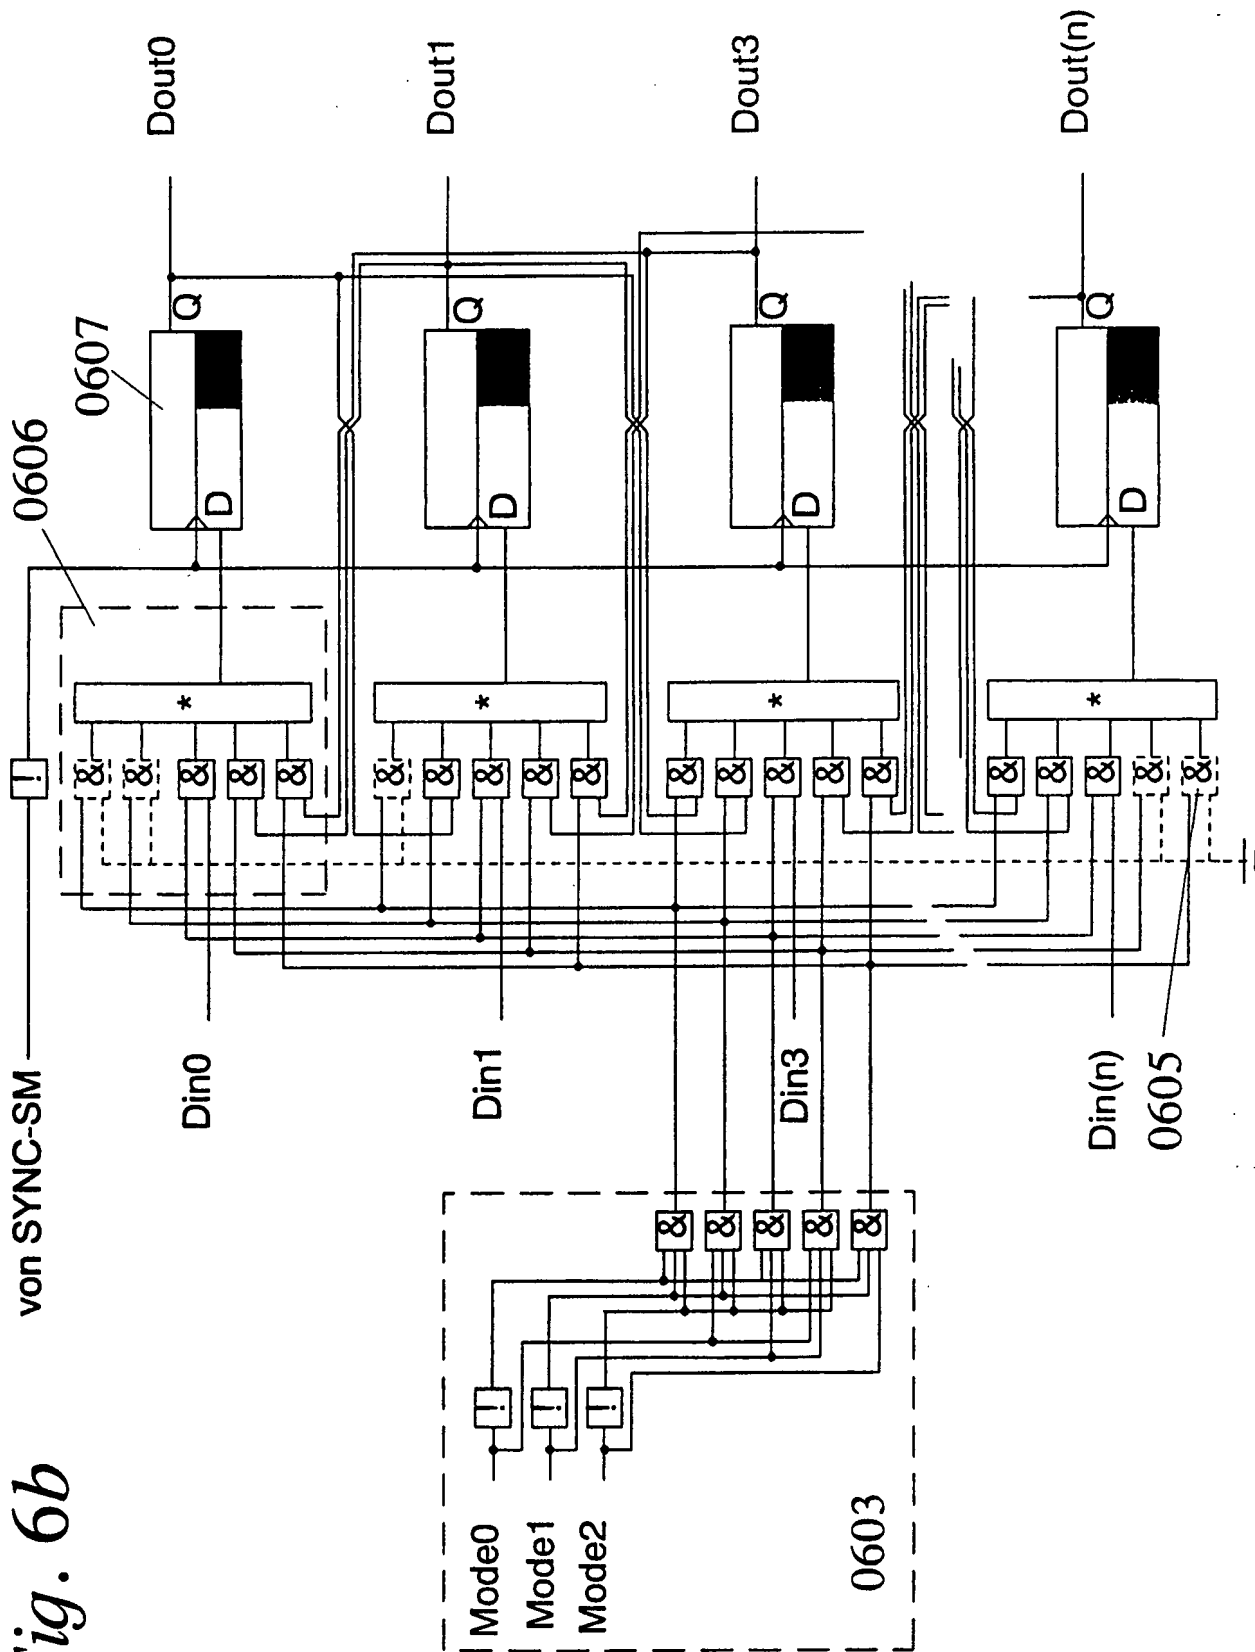 Fig. 6b
von SYNC-SM
!
0606
0607
Dout0
Dout1
Dout3
Dout(n)
Q
Q
Q
Q
D
D
D
D
*
*
*
*
& & & & &
& & & & &
& & & & &
& & & & &
Din0
Din1
Din3
Din(n)
0605
& & & & &
!
!
!
Mode0
Mode1
Mode2
0603